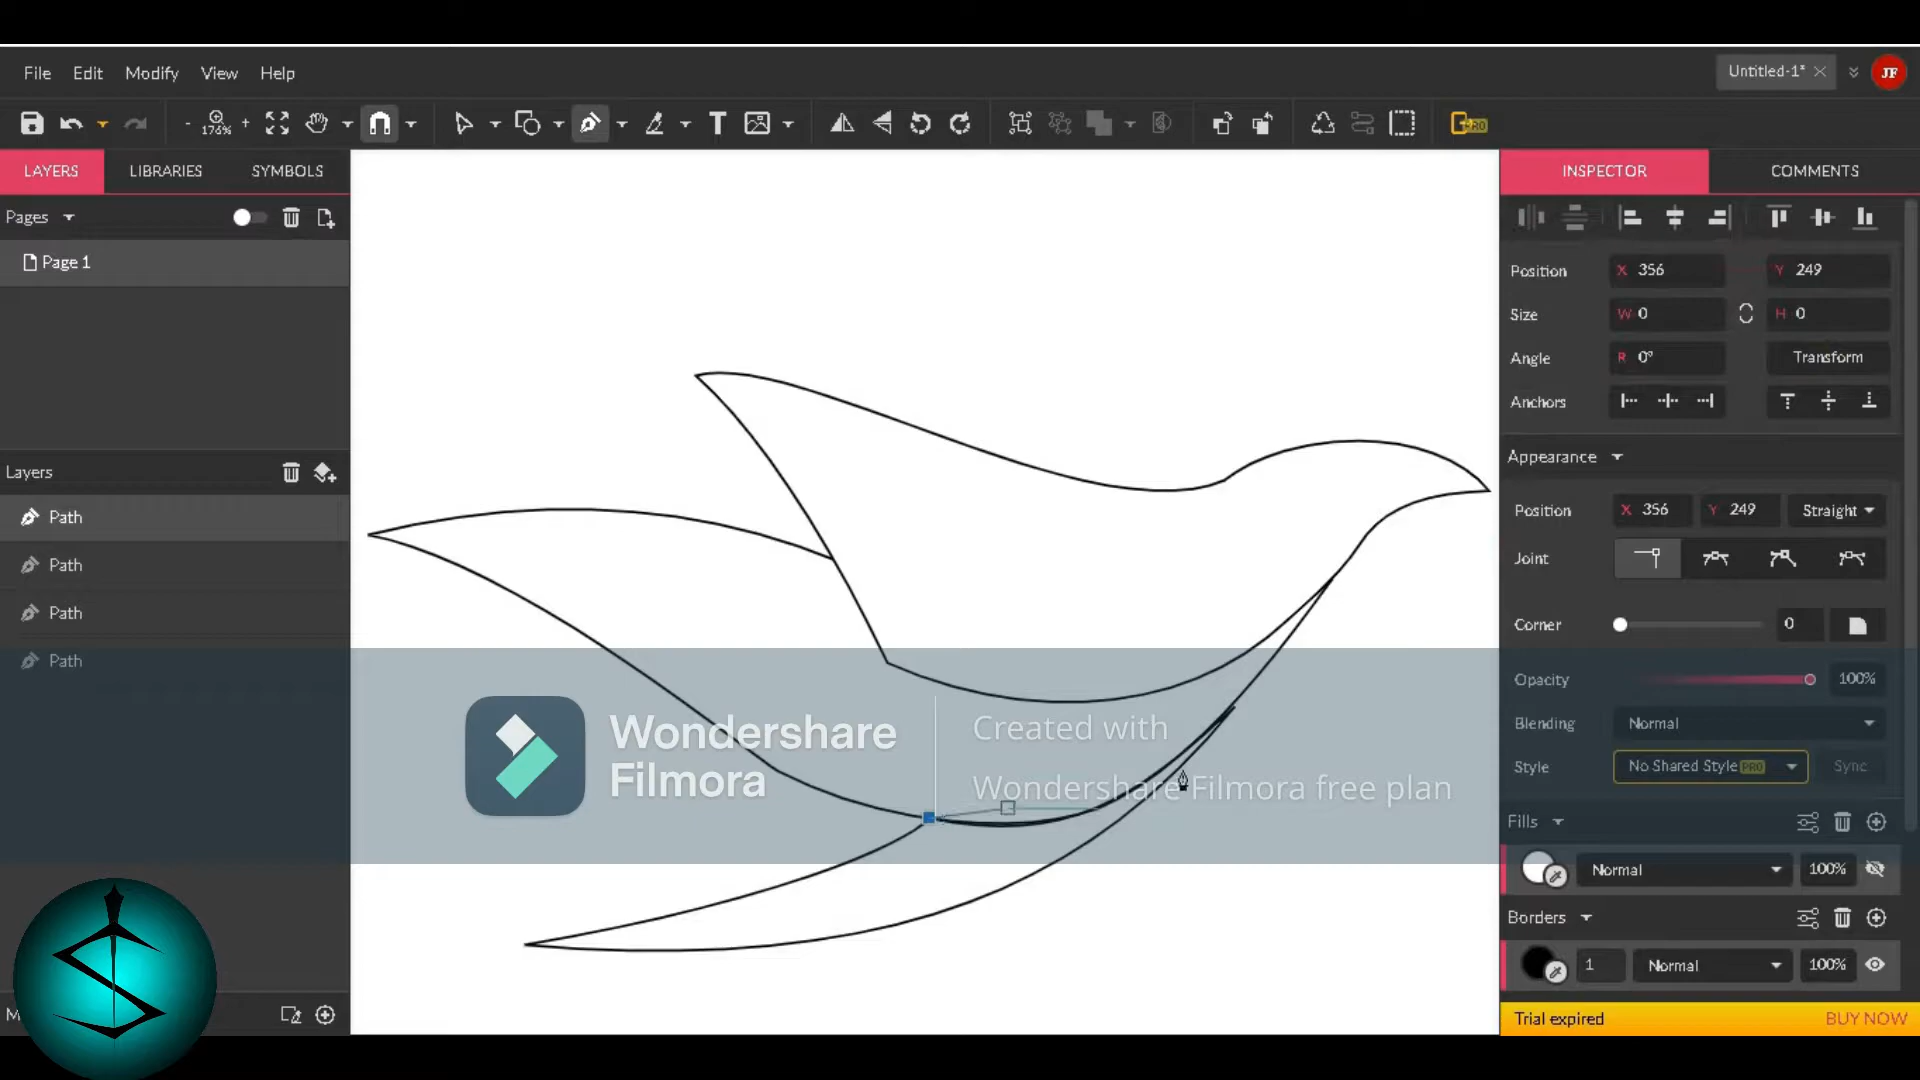 File Edit Modify View Help
Untitled-1*
JF
- 176% +
T
PRO
LAYERS LIBRARIES SYMBOLS
INSPECTOR COMMENTS
Pages
Page 1
Position X 356 Y 249
Size W 0 H 0
Angle R 0° Transform
Anchors
Appearance
Layers
Path
Path
Path
Path
Position X 356 Y 249 Straight
Joint
Corner 0
Opacity 100%
Blending Normal
Style No Shared Style PRO Sync
Wondershare
Filmora
Created with
Wondershare Filmora free plan
Fills
Normal 100%
Borders
1 Normal 100%
Trial expired BUY NOW